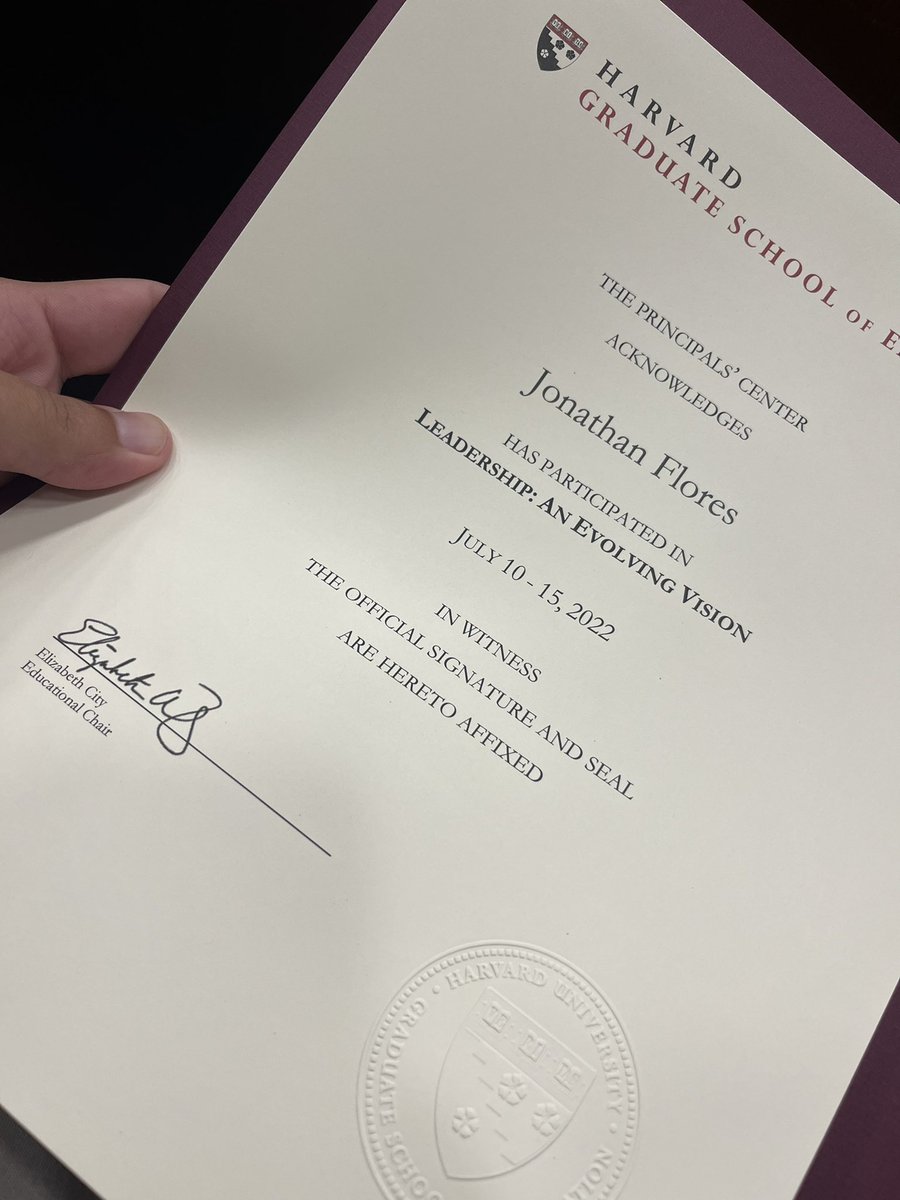 HARVARD
GRADUATE SCHOOL OF
THE PRINCIPALS' CENTER
ACKNOWLEDGES
Jonathan Flores
HAS PARTICIPATED IN
LEADERSHIP: AN EVOLVING VISION
JULY 10 - 15, 2022
IN WITNESS
THE OFFICIAL SIGNATURE AND SEAL
ARE HERETO AFFIXED
Elizabeth City
Educational Chair
HARVARD UNIVERSITY
GRADUATE